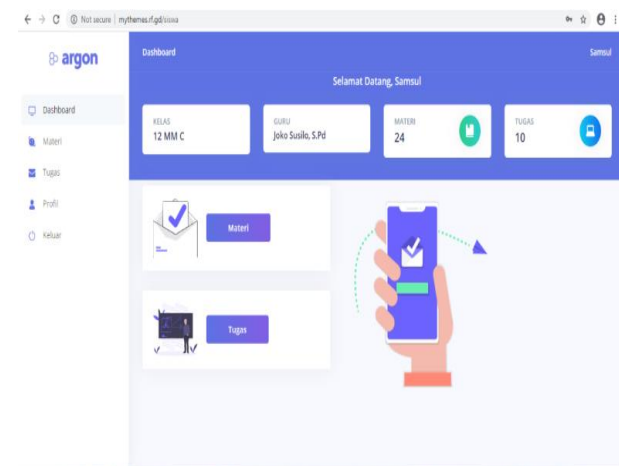 Not secure | mythemes.rf.gd/siswa
argon
Dashboard
Samsul
Selamat Datang, Samsul
KELAS
12 MM C
GURU
Joko Susilo, S.Pd
MATERI
24
TUGAS
10
Dashboard
Materi
Tugas
Profil
Keluar
Materi
Tugas